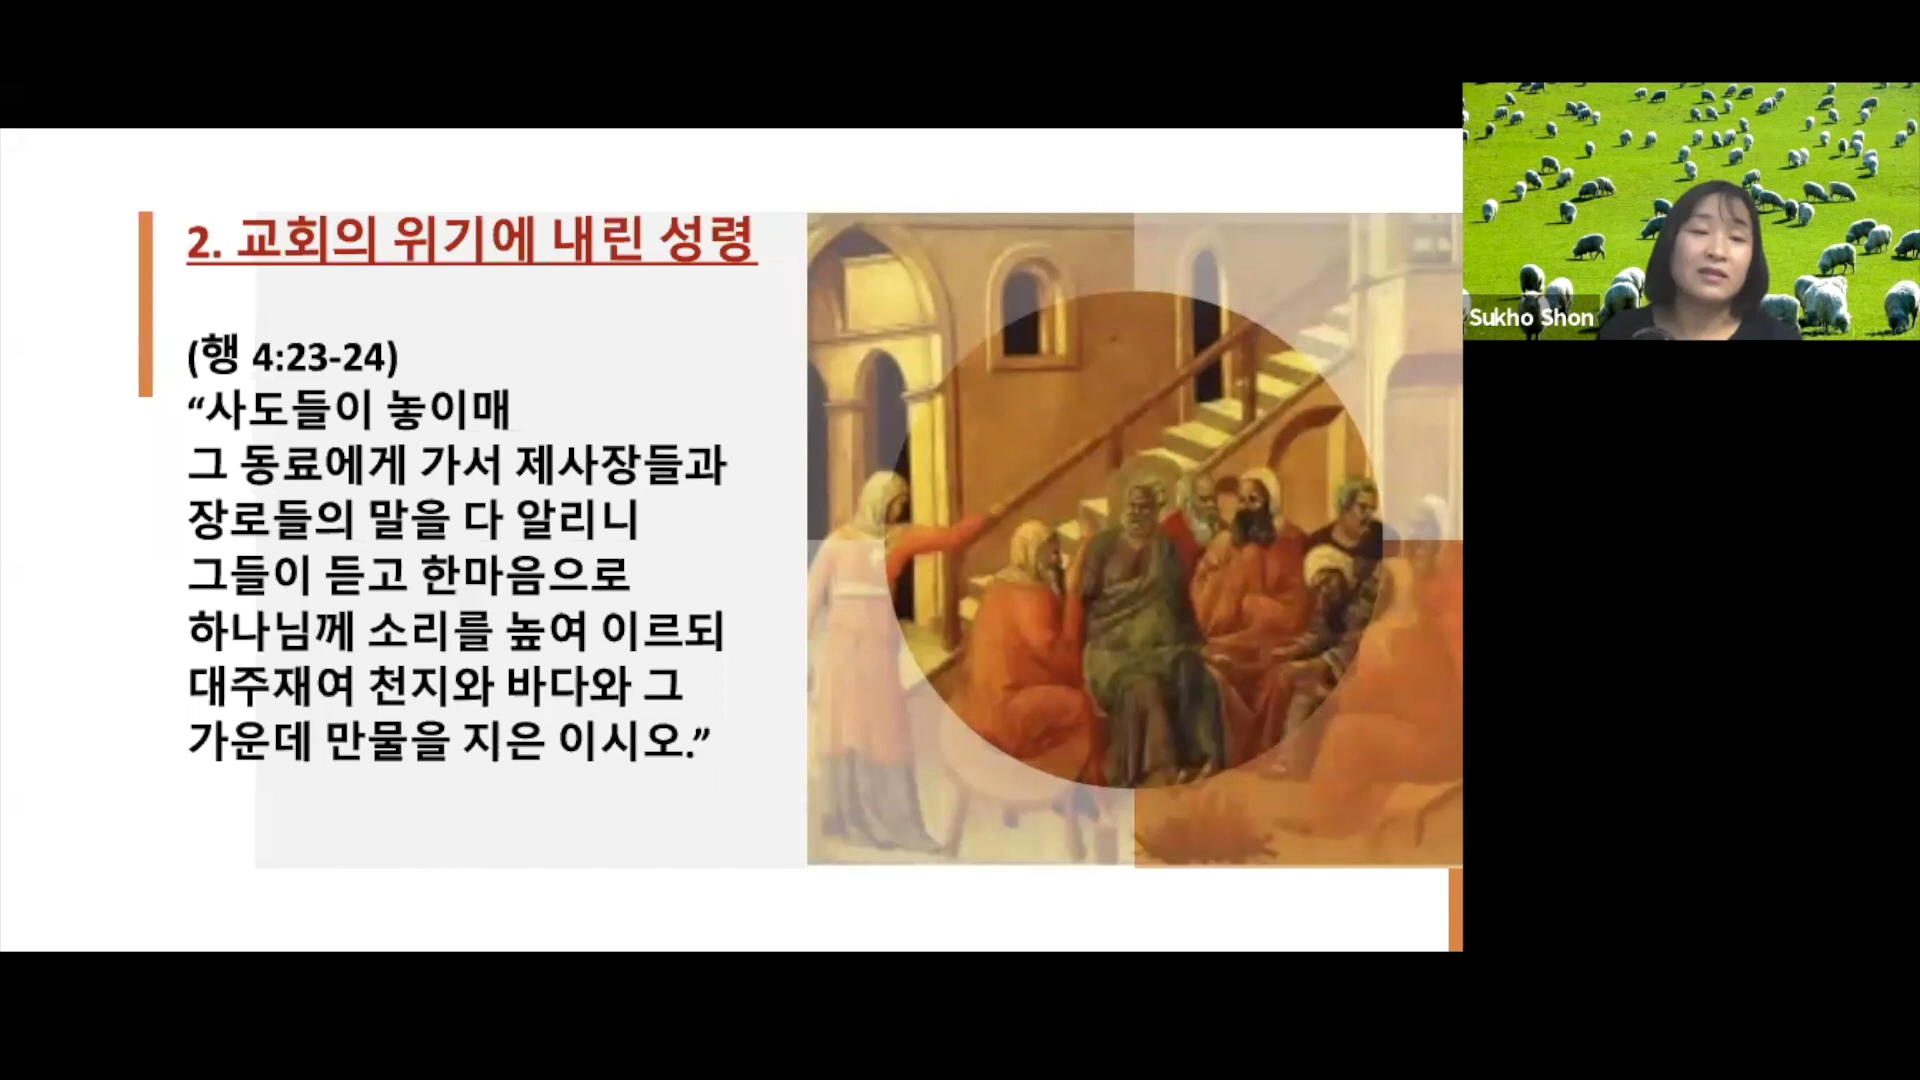 2. 교회의 위기에 내린 성령
(행 4:23-24)
“사도들이 놓이매
그 동료에게 가서 제사장들과
장로들의 말을 다 알리니
그들이 듣고 한마음으로
하나님께 소리를 높여 이르되
대주재여 천지와 바다와 그
가운데 만물을 지은 이시오.”
Sukho Shon